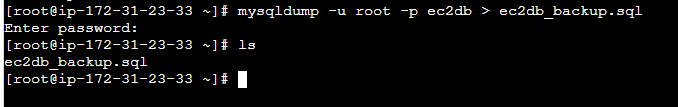 [root@ip-172-31-23-33 ~]# mysqldump -u root -p ec2db > ec2db_backup.sql
Enter password:
[root@ip-172-31-23-33 ~]# ls
ec2db_backup.sql
[root@ip-172-31-23-33 ~]#